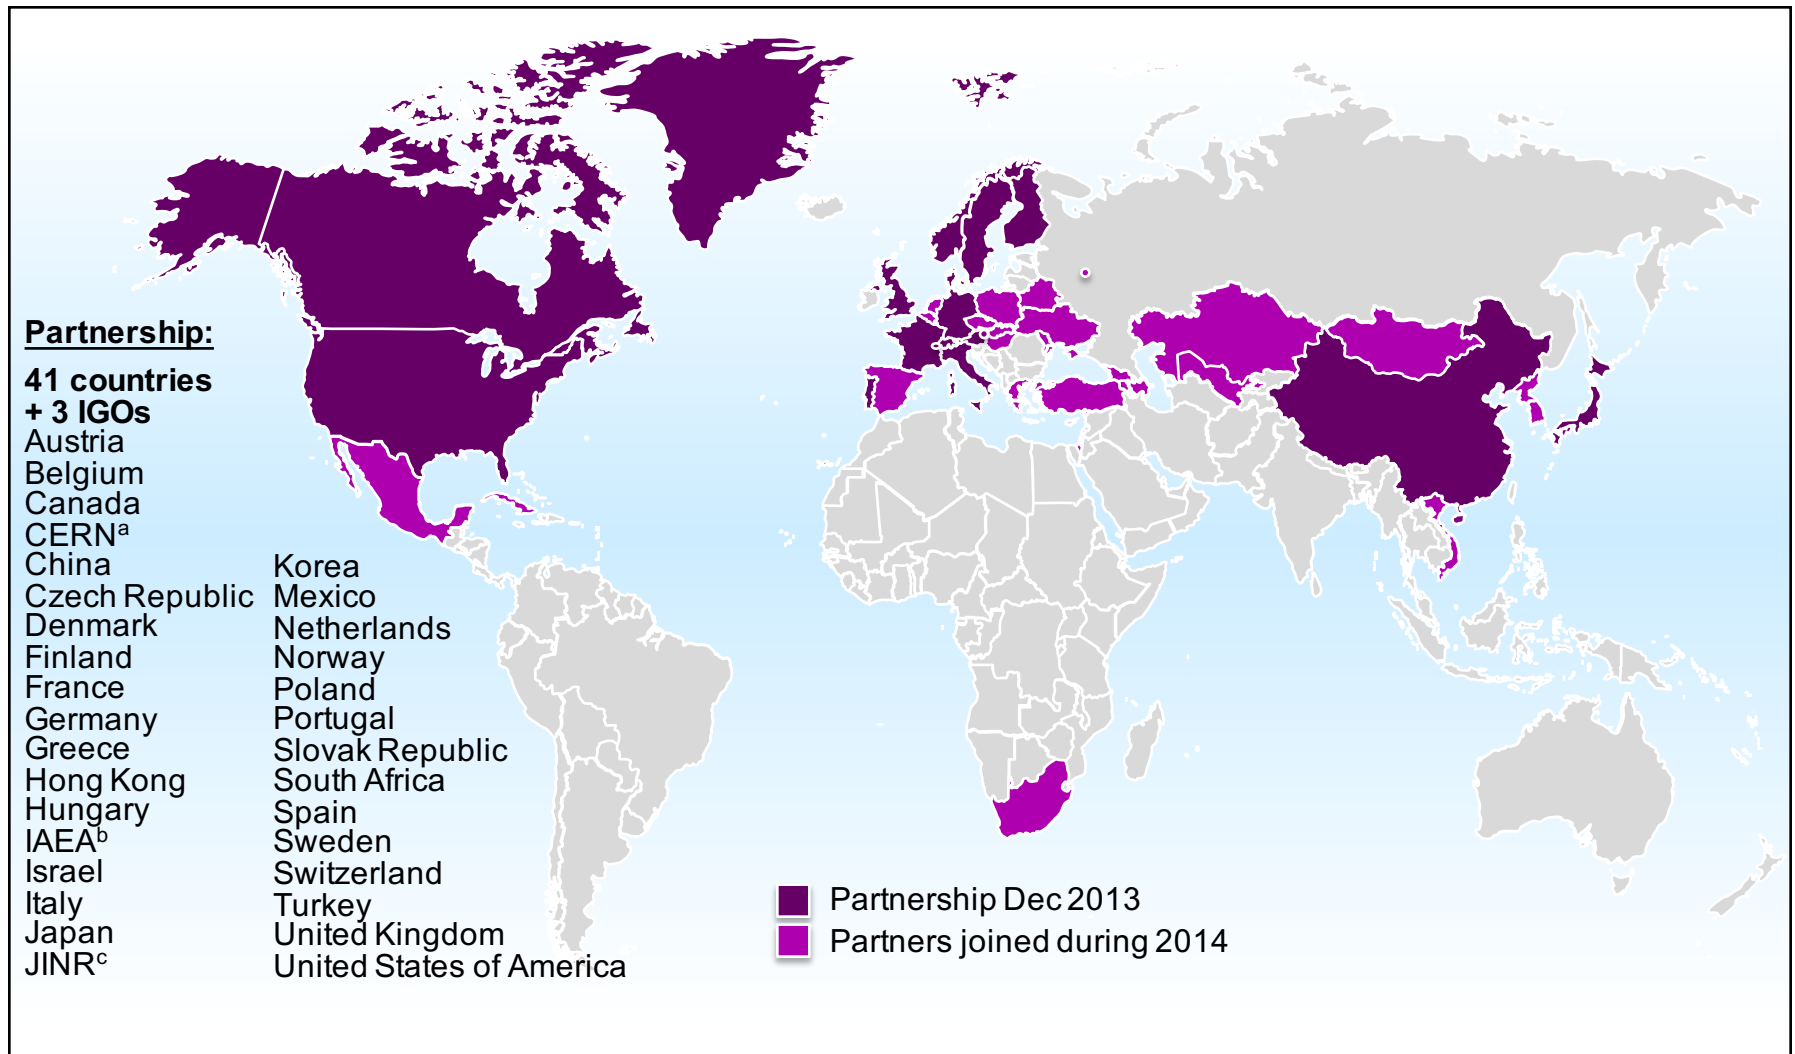 Partnership:
41 countries
+ 3 IGOs
Austria
Belgium
Canada
CERNᵃ
China
Czech Republic
Denmark
Finland
France
Germany
Greece
Hong Kong
Hungary
IAEAᵇ
Israel
Italy
Japan
JINRᶜ
Korea
Mexico
Netherlands
Norway
Poland
Portugal
Slovak Republic
South Africa
Spain
Sweden
Switzerland
Turkey
United Kingdom
United States of America
Partnership Dec 2013
Partners joined during 2014